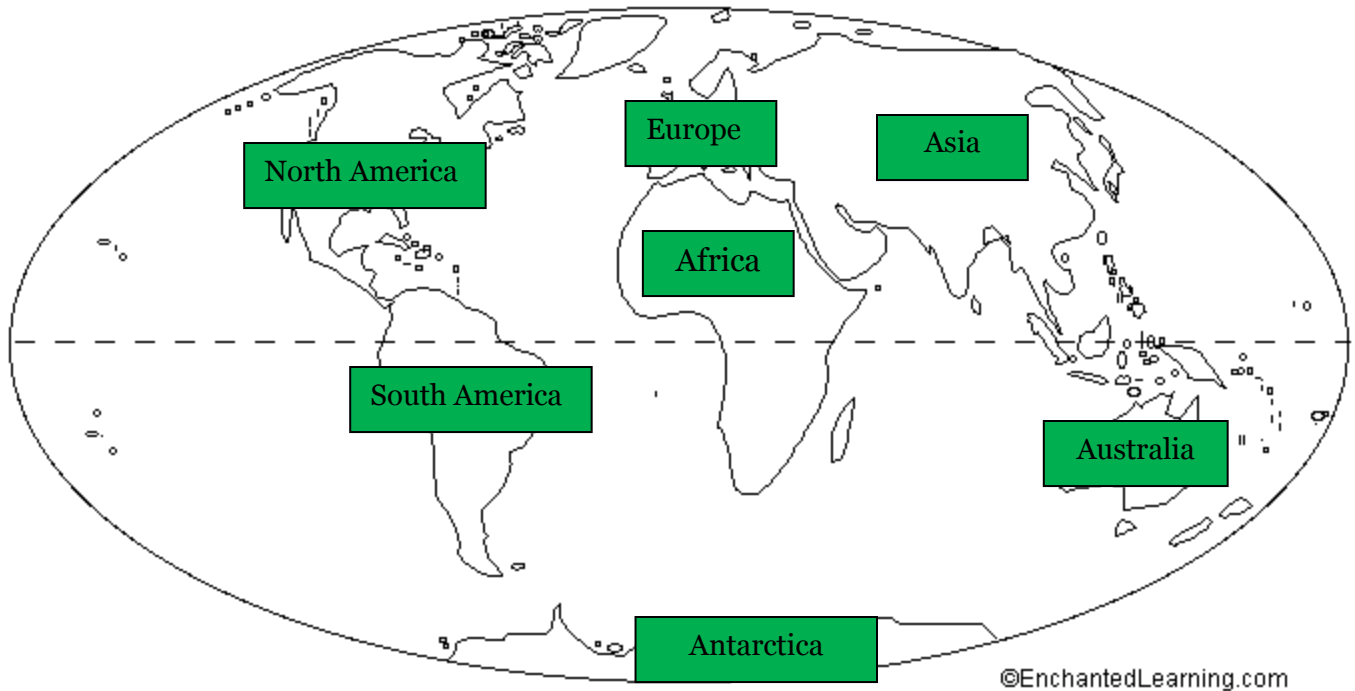 Europe
Asia
North America
Africa
South America
Australia
Antarctica
©EnchantedLearning.com